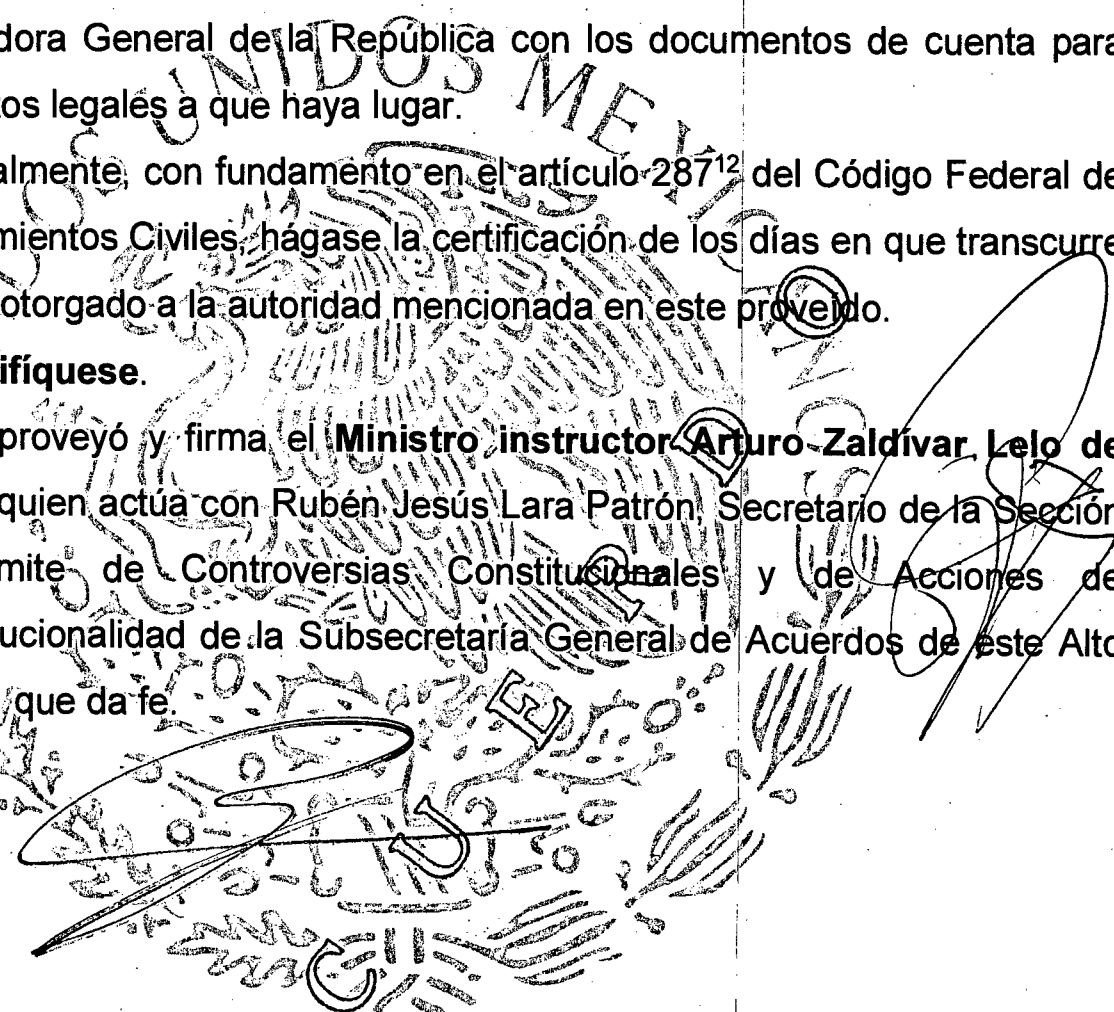 dora General de la República con los documentos de cuenta para
tos legales a que haya lugar.
almente, con fundamento en el artículo 287¹² del Código Federal de
mientos Civiles, hágase la certificación de los días en que transcurre
otorgado a la autoridad mencionada en este proveído.
ifíquese.
proveyó y firma el Ministro instructor Arturo Zaldívar Lelo de
quien actúa con Rubén Jesús Lara Patrón, Secretario de la Sección
mite de Controversias Constitucionales y de Acciones de
ucionalidad de la Subsecretaría General de Acuerdos de este Alto
que da fe.
UNIDOS MEXICANOS
CUERDO